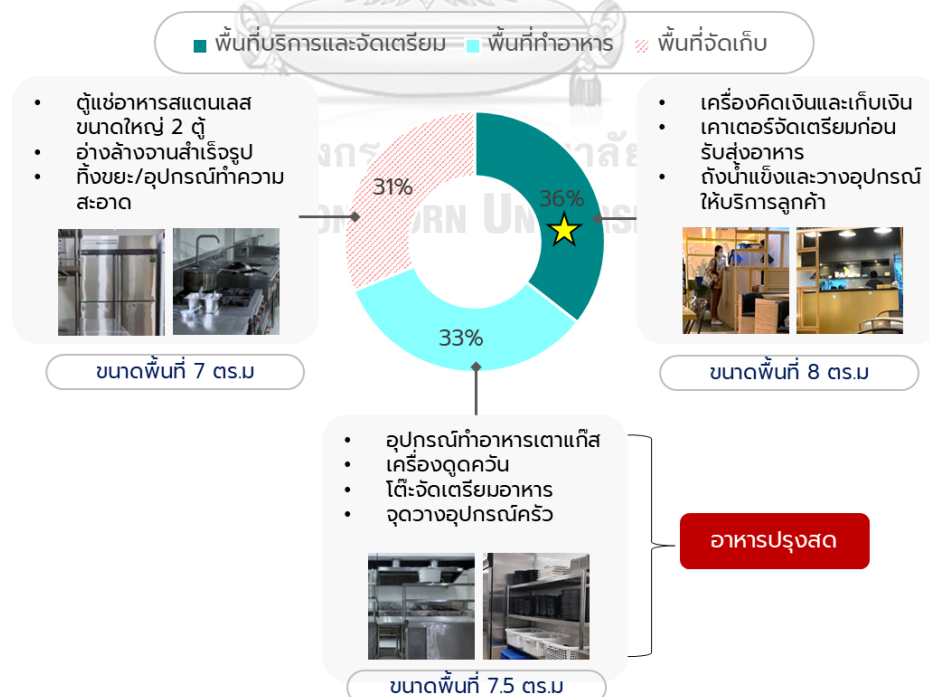 พื้นที่บริการและจัดเตรียม พื้นที่ทำอาหาร พื้นที่จัดเก็บ
• ตู้แช่อาหารสแตนเลส
ขนาดใหญ่ 2 ตู้
• อ่างล้างจานสำเร็จรูป
• ทิ้งขยะ/อุปกรณ์ทำความ
สะอาด
ขนาดพื้นที่ 7 ตร.ม
31%
36%
33%
• เครื่องคิดเงินและเก็บเงิน
• เคาเตอร์จัดเตรียมก่อน
รับส่งอาหาร
• ถังน้ำแข็งและวางอุปกรณ์
ให้บริการลูกค้า
ขนาดพื้นที่ 8 ตร.ม
• อุปกรณ์ทำอาหารเตาแก๊ส
• เครื่องดูดควัน
• โต๊ะจัดเตรียมอาหาร
• จุดวางอุปกรณ์ครัว
อาหารปรุงสด
ขนาดพื้นที่ 7.5 ตร.ม